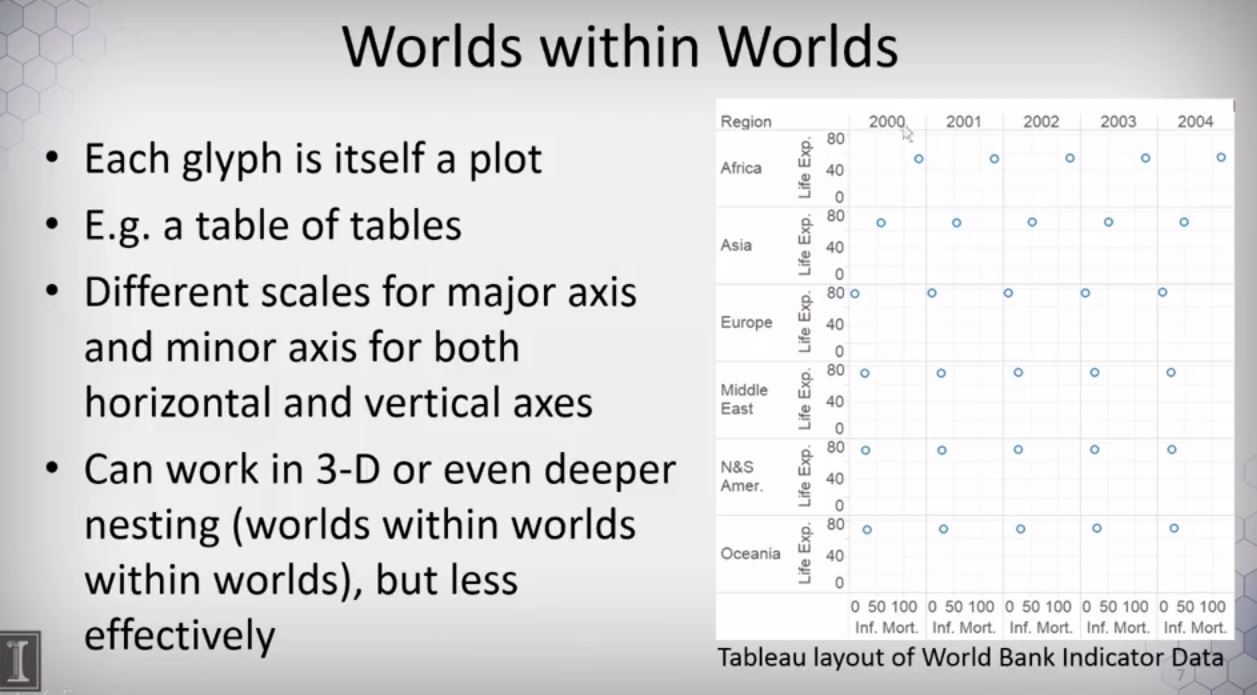 Worlds within Worlds
• Each glyph is itself a plot
• E.g. a table of tables
• Different scales for major axis
and minor axis for both
horizontal and vertical axes
• Can work in 3-D or even deeper
nesting (worlds within worlds
within worlds), but less
effectively
Region 2000 2001 2002 2003 2004
Africa Life Exp. 80 40 0
Asia Life Exp. 80 40 0
Europe Life Exp. 80 40 0
Middle
East Life Exp. 80 40 0
N&S
Amer. Life Exp. 80 40 0
Oceania Life Exp. 80 40 0
0 50 100 0 50 100 0 50 100 0 50 100 0 50 100
Inf. Mort. Inf. Mort. Inf. Mort. Inf. Mort. Inf. Mort.
Tableau layout of World Bank Indicator Data
7
I